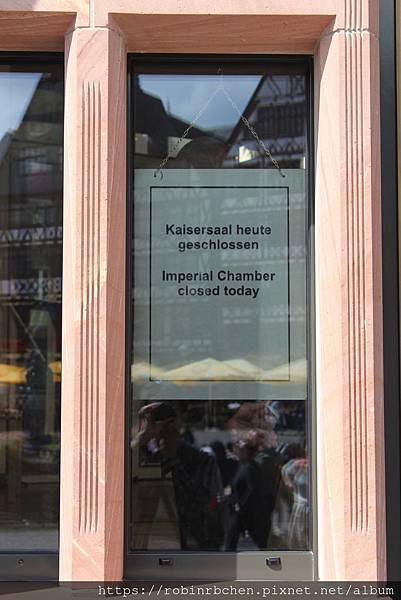 Kaisersaal heute
geschlossen
Imperial Chamber
closed today
https://robinrbchen.pixnet.net/album